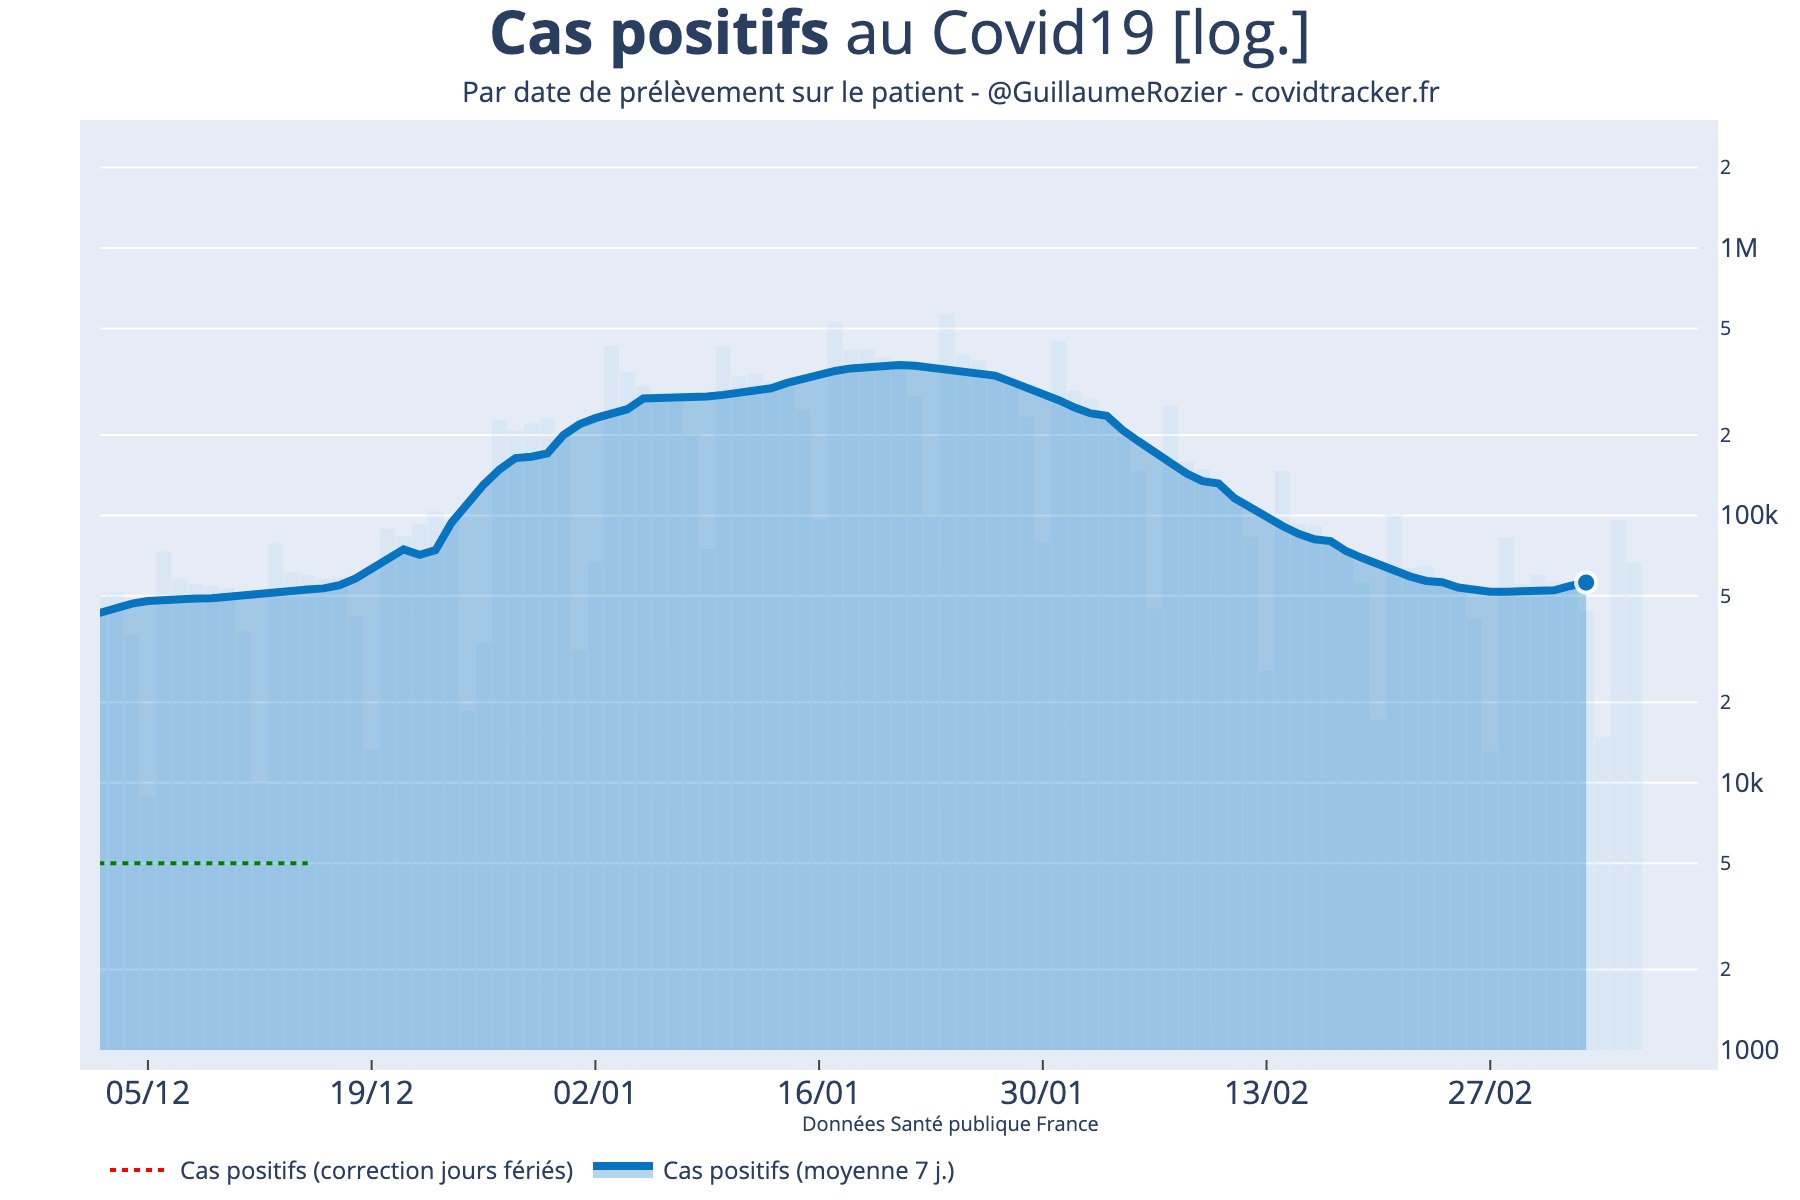 Cas positifs au Covid19 [log.]
Par date de prélèvement sur le patient - @GuillaumeRozier - covidtracker.fr
2
1M
5
2
100k
5
2
10k
5
2
1000
05/12 19/12 02/01 16/01 30/01 13/02 27/02
Données Santé publique France
Cas positifs (correction jours fériés) Cas positifs (moyenne 7 j.)